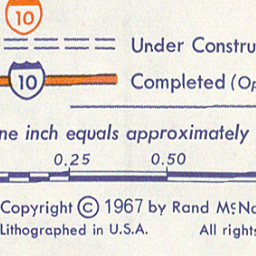 10
Under Constru
10
Completed (Op
ne inch equals approximately
0.25 0.50
Copyright © 1967 by Rand McNa
Lithographed in U.S.A. All rights